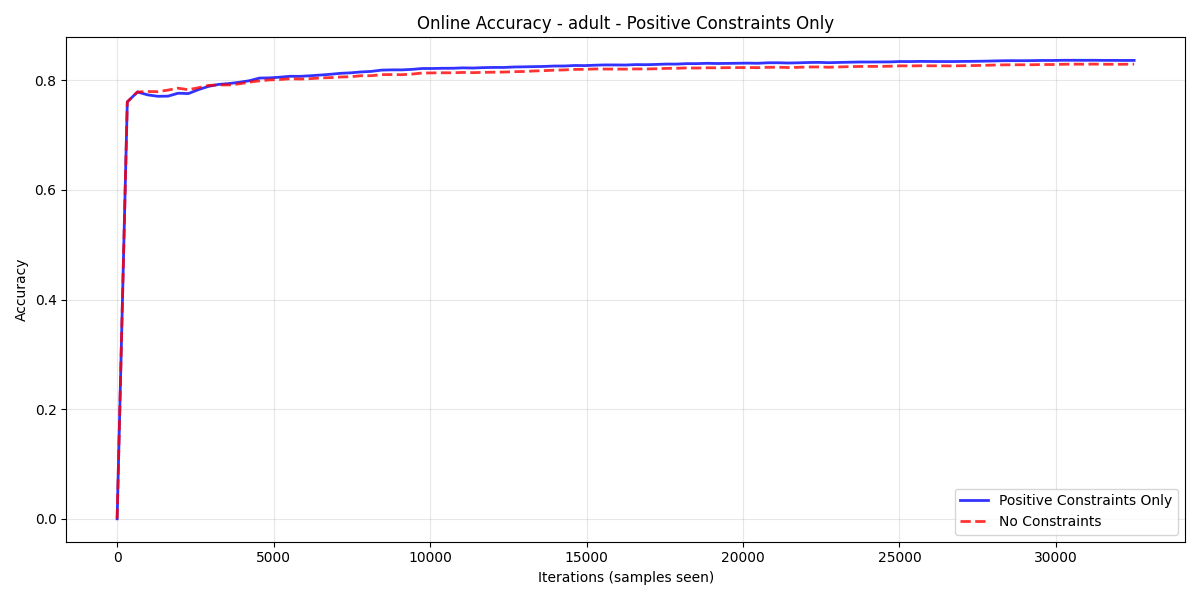 Online Accuracy - adult - Positive Constraints Only
Accuracy
0.8
0.6
0.4
0.2
0.0
Positive Constraints Only
No Constraints
0 5000 10000 15000 20000 25000 30000
Iterations (samples seen)